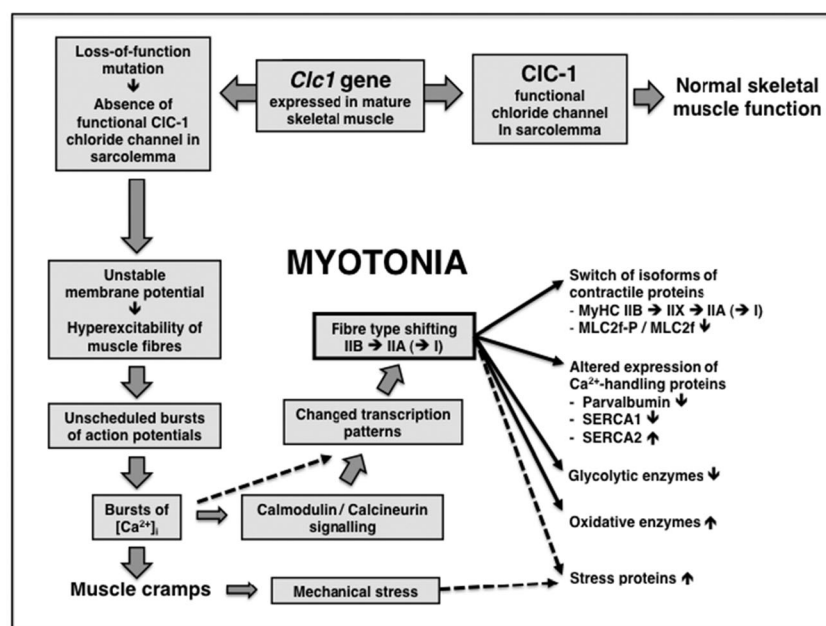 Loss-of-function
mutation
↓
Absence of
functional ClC-1
chloride channel in
sarcolemma
Clc1 gene
expressed in mature
skeletal muscle
ClC-1
functional
chloride channel
In sarcolemma
Normal skeletal
muscle function
Unstable
membrane potential
↓
Hyperexcitability of
muscle fibres
MYOTONIA
Fibre type shifting
IIB → IIA (→ I)
Switch of isoforms of
contractile proteins
- MyHC IIB → IIX → IIA (→ I)
- MLC2f-P / MLC2f ↓
Altered expression of
Ca²⁺-handling proteins
- Parvalbumin ↓
- SERCA1 ↓
- SERCA2 ↑
Unscheduled bursts
of action potentials
Changed transcription
patterns
Glycolytic enzymes ↓
Bursts of
[Ca²⁺]ᵢ
Calmodulin / Calcineurin
signalling
Oxidative enzymes ↑
Muscle cramps
Mechanical stress
Stress proteins ↑